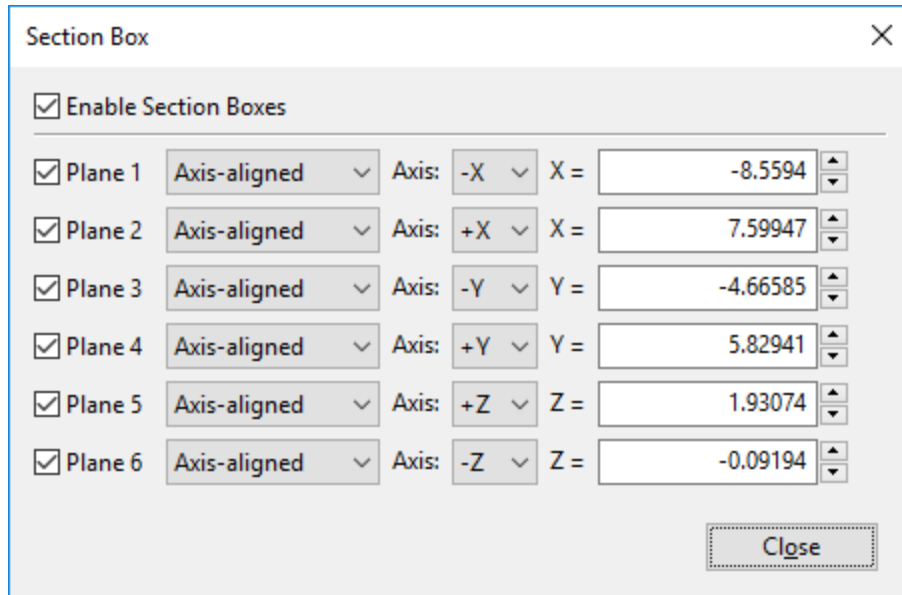 Section Box
Enable Section Boxes
Plane 1 Axis-aligned Axis: -X X = -8.5594
Plane 2 Axis-aligned Axis: +X X = 7.59947
Plane 3 Axis-aligned Axis: -Y Y = -4.66585
Plane 4 Axis-aligned Axis: +Y Y = 5.82941
Plane 5 Axis-aligned Axis: +Z Z = 1.93074
Plane 6 Axis-aligned Axis: -Z Z = -0.09194
Close